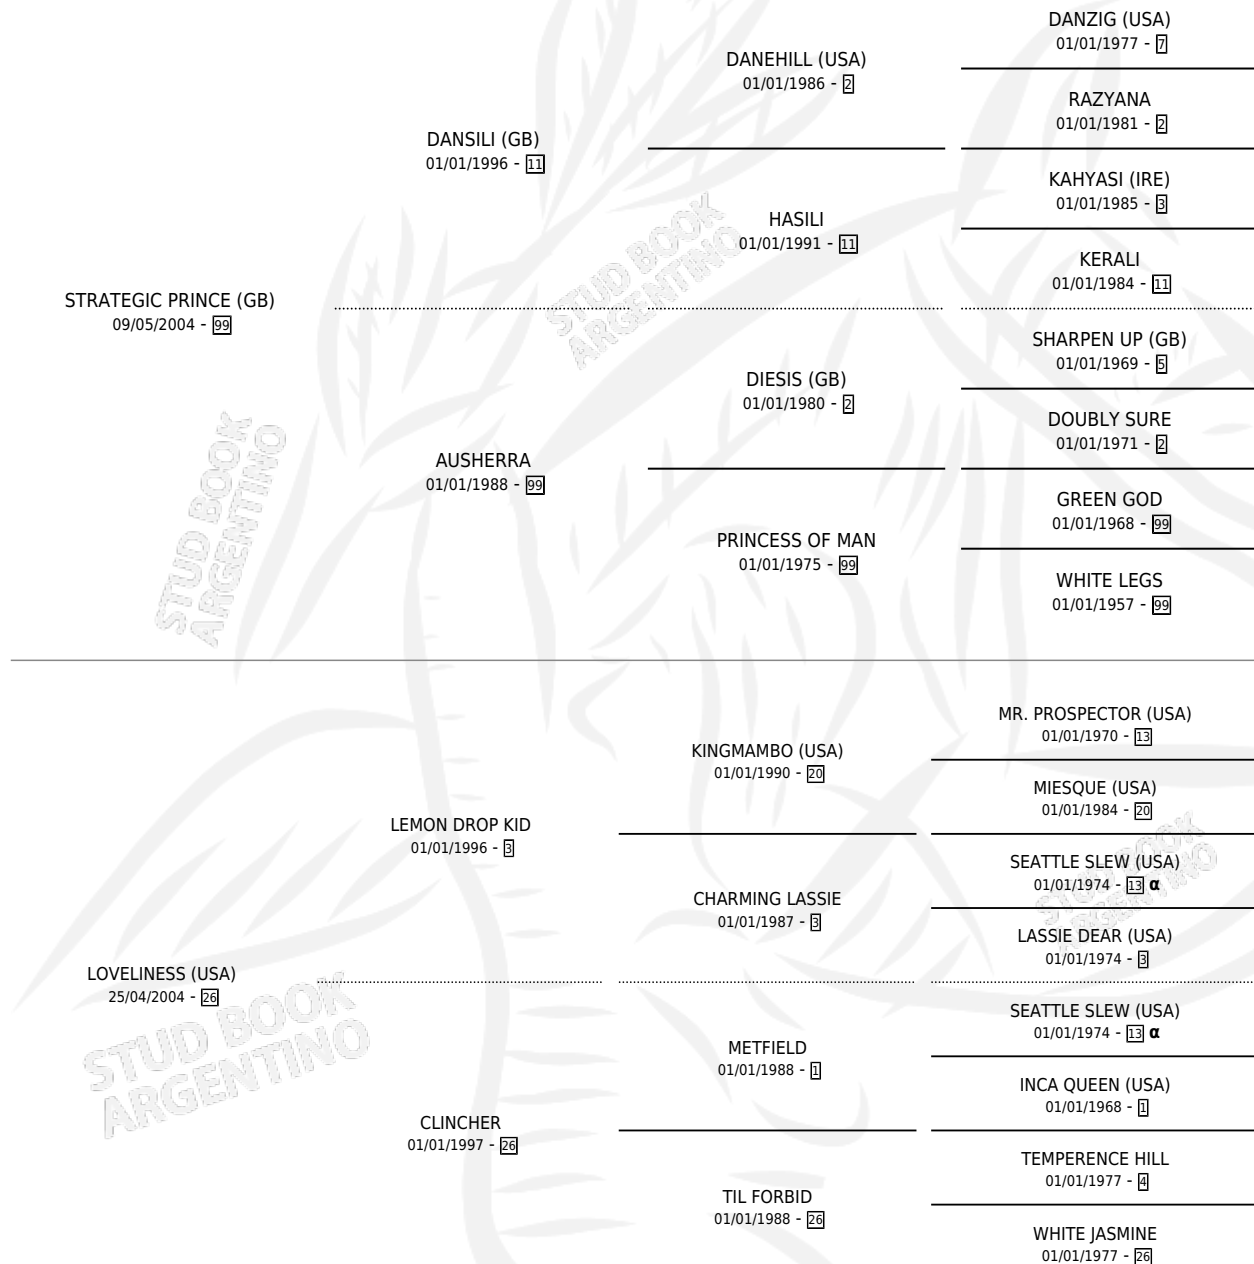 DANZIG (USA)
01/01/1977 - 7
DANEHILL (USA)
01/01/1986 - 2
RAZYANA
01/01/1981 - 2
DANSILI (GB)
01/01/1996 - 11
KAHYASI (IRE)
01/01/1985 - 3
HASILI
01/01/1991 - 11
KERALI
01/01/1984 - 11
STRATEGIC PRINCE (GB)
09/05/2004 - 99
SHARPEN UP (GB)
01/01/1969 - 5
DIESIS (GB)
01/01/1980 - 2
DOUBLY SURE
01/01/1971 - 2
AUSHERRA
01/01/1988 - 99
GREEN GOD
01/01/1968 - 99
PRINCESS OF MAN
01/01/1975 - 99
WHITE LEGS
01/01/1957 - 99
STUD BOOK
ARGENTINO
STUD BOOK
ARGENTINO
MR. PROSPECTOR (USA)
01/01/1970 - 13
KINGMAMBO (USA)
01/01/1990 - 20
MIESQUE (USA)
01/01/1984 - 20
LEMON DROP KID
01/01/1996 - 3
SEATTLE SLEW (USA)
01/01/1974 - 13 α
CHARMING LASSIE
01/01/1987 - 3
LASSIE DEAR (USA)
01/01/1974 - 3
LOVELINESS (USA)
25/04/2004 - 26
SEATTLE SLEW (USA)
01/01/1974 - 13 α
METFIELD
01/01/1988 - 1
INCA QUEEN (USA)
01/01/1968 - 1
CLINCHER
01/01/1997 - 26
TEMPERENCE HILL
01/01/1977 - 4
TIL FORBID
01/01/1988 - 26
WHITE JASMINE
01/01/1977 - 26
STUD BOOK
ARGENTINO
STUD BOOK
ARGENTINO